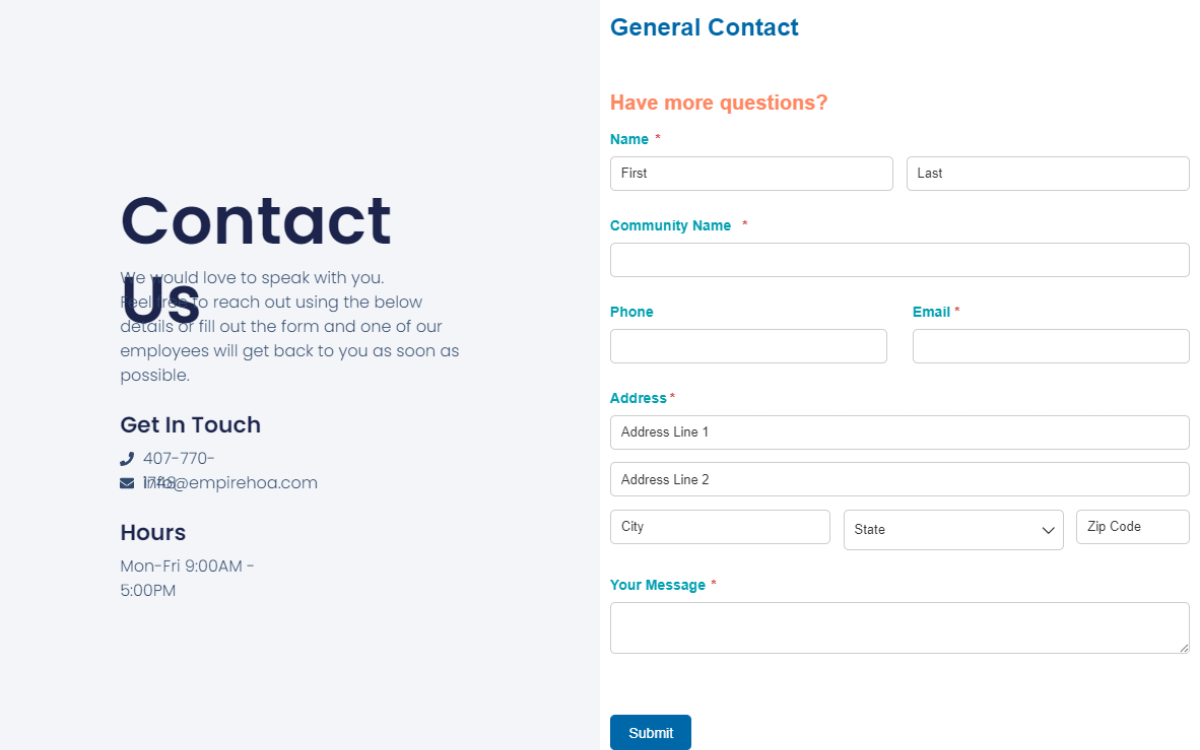 Contact
Us
We would love to speak with you.
Feel free to reach out using the below
details or fill out the form and one of our
employees will get back to you as soon as
possible.
Get In Touch
407-770-
1748
info@empirehoa.com
Hours
Mon-Fri 9:00AM -
5:00PM
General Contact
Have more questions?
Name *
First Last
Community Name *
Phone Email *
Address *
Address Line 1
Address Line 2
City State Zip Code
Your Message *
Submit